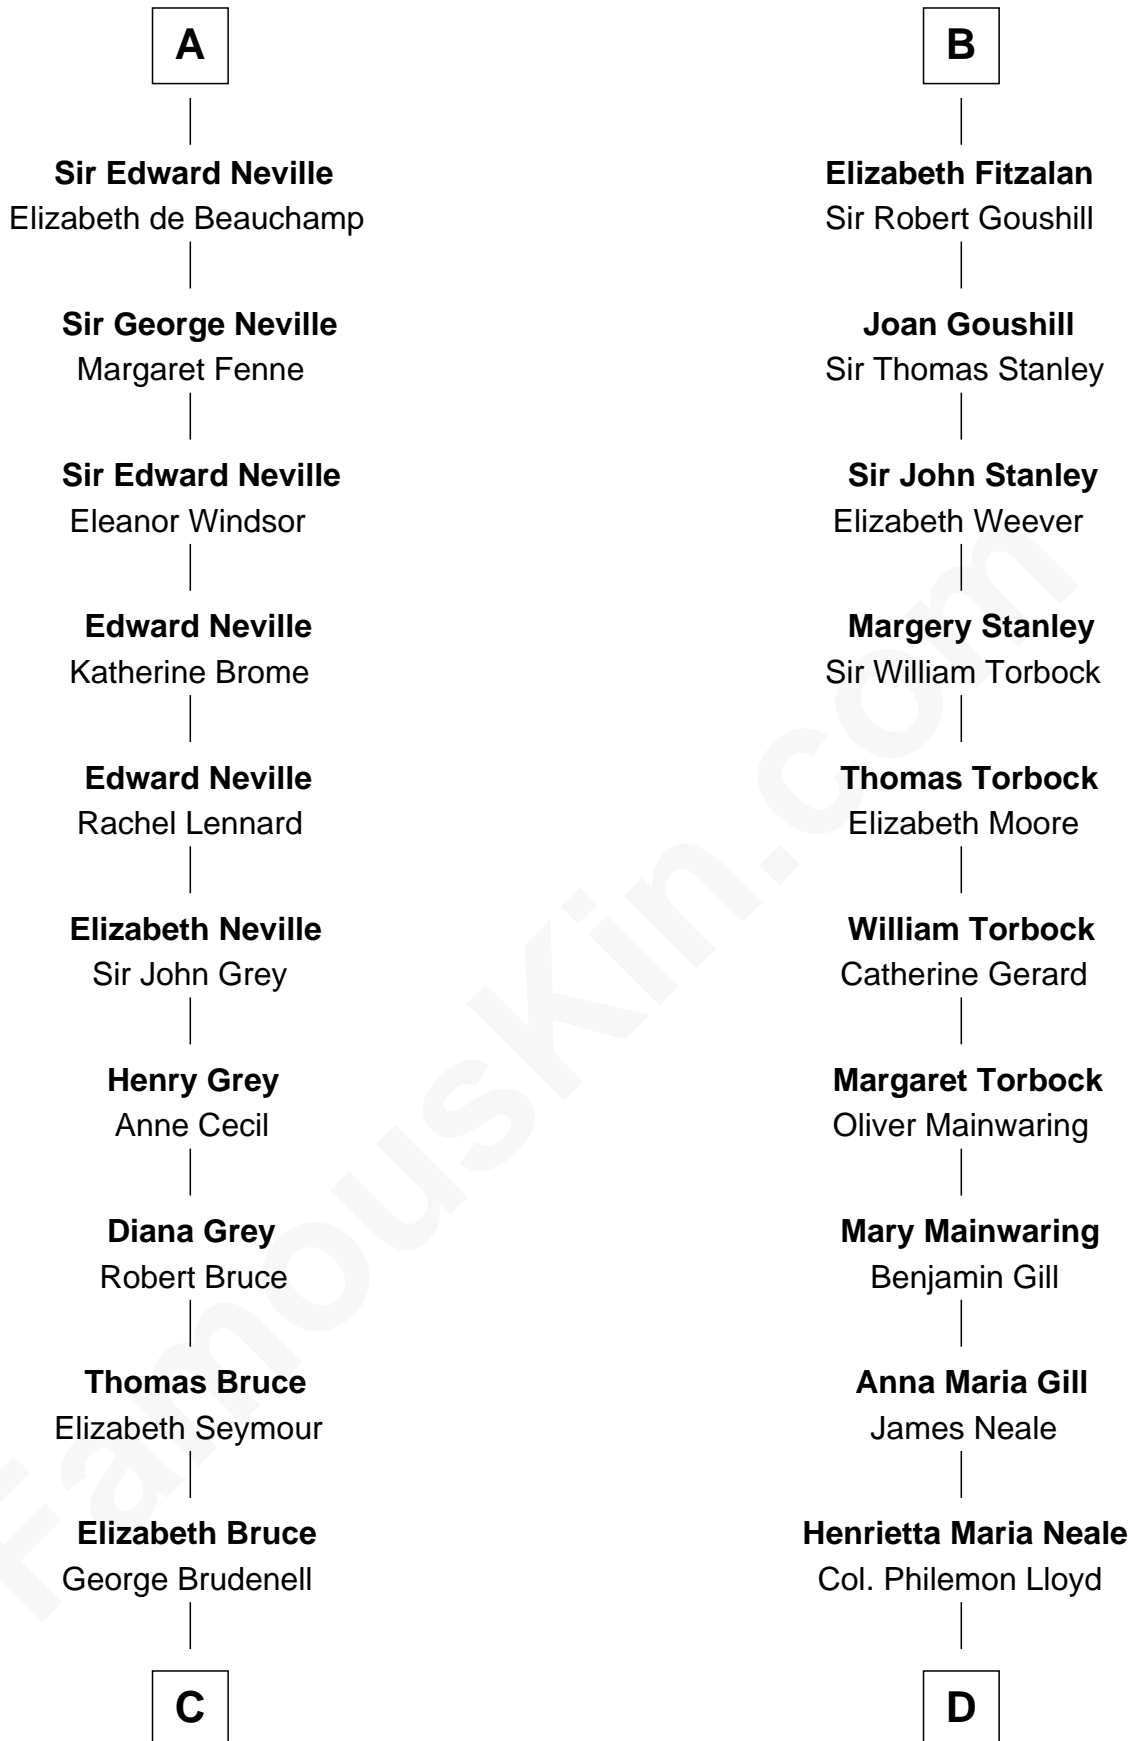 A
Sir Edward Neville
Elizabeth de Beauchamp
Sir George Neville
Margaret Fenne
Sir Edward Neville
Eleanor Windsor
Edward Neville
Katherine Brome
Edward Neville
Rachel Lennard
Elizabeth Neville
Sir John Grey
Henry Grey
Anne Cecil
Diana Grey
Robert Bruce
Thomas Bruce
Elizabeth Seymour
Elizabeth Bruce
George Brudenell
C
B
Elizabeth Fitzalan
Sir Robert Goushill
Joan Goushill
Sir Thomas Stanley
Sir John Stanley
Elizabeth Weever
Margery Stanley
Sir William Torbock
Thomas Torbock
Elizabeth Moore
William Torbock
Catherine Gerard
Margaret Torbock
Oliver Mainwaring
Mary Mainwaring
Benjamin Gill
Anna Maria Gill
James Neale
Henrietta Maria Neale
Col. Philemon Lloyd
D
FamousKin.com